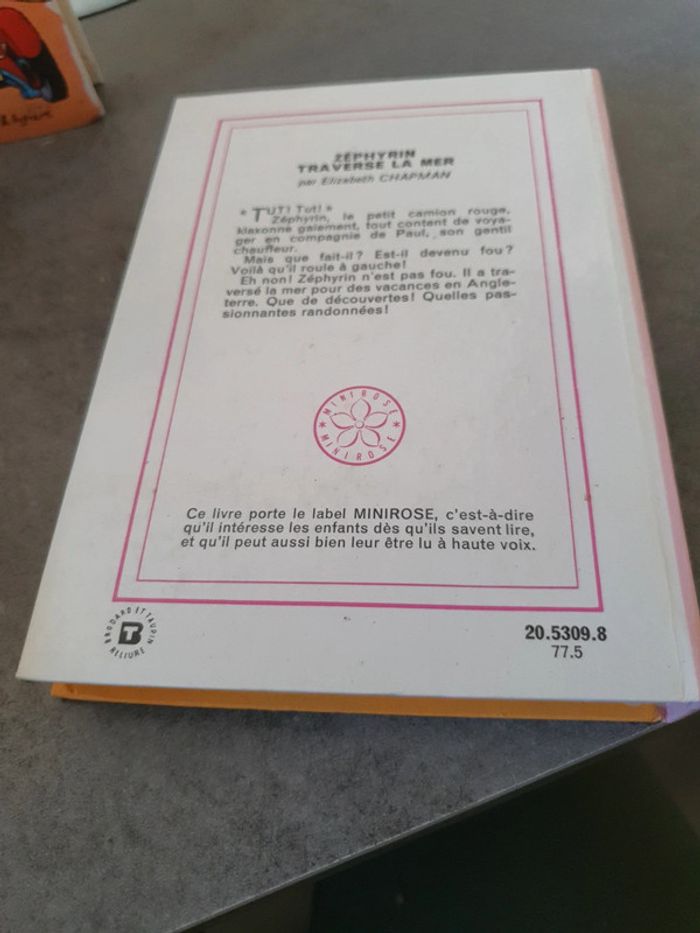 ZÉPHYRIN
TRAVERSE LA MER
par Elizabeth CHAPMAN
« TUT! Tut! »
Zéphyrin, le petit camion rouge,
klaxonne gaiement, tout content de voya-
ger en compagnie de Paul, son gentil
chauffeur.
Mais que fait-il? Est-il devenu fou?
Voilà qu'il roule à gauche!
Eh non! Zéphyrin n'est pas fou. Il a tra-
versé la mer pour des vacances en Angle-
terre. Que de découvertes! Quelles pas-
sionnantes randonnées!
MINIROSE
MINIROSE
Ce livre porte le label MINIROSE, c'est-à-dire
qu'il intéresse les enfants dès qu'ils savent lire,
et qu'il peut aussi bien leur être lu à haute voix.
BRODARD ET TAUPIN
RELIURE
20.5309.8
77.5